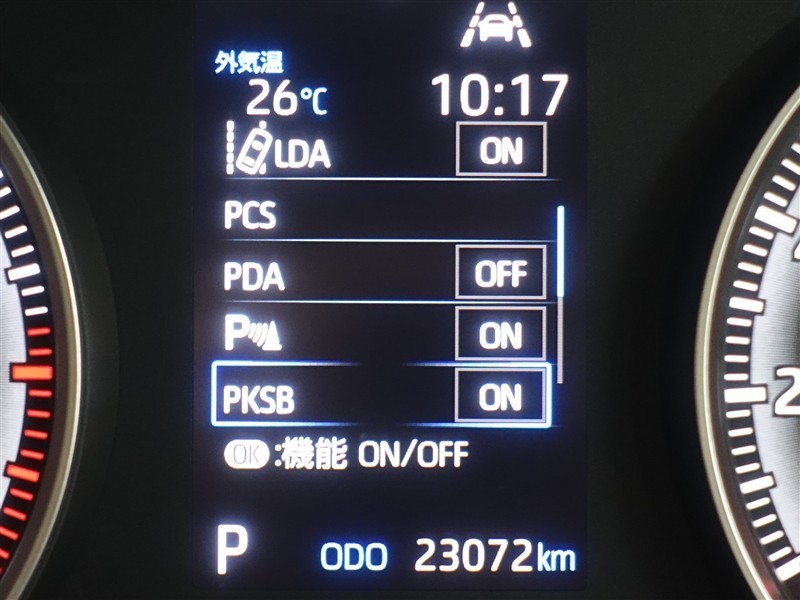 外気温
26℃ 10:17
LDA ON
PCS
PDA OFF
P ON
PKSB ON
OK:機能 ON/OFF
P ODO 23072km
2